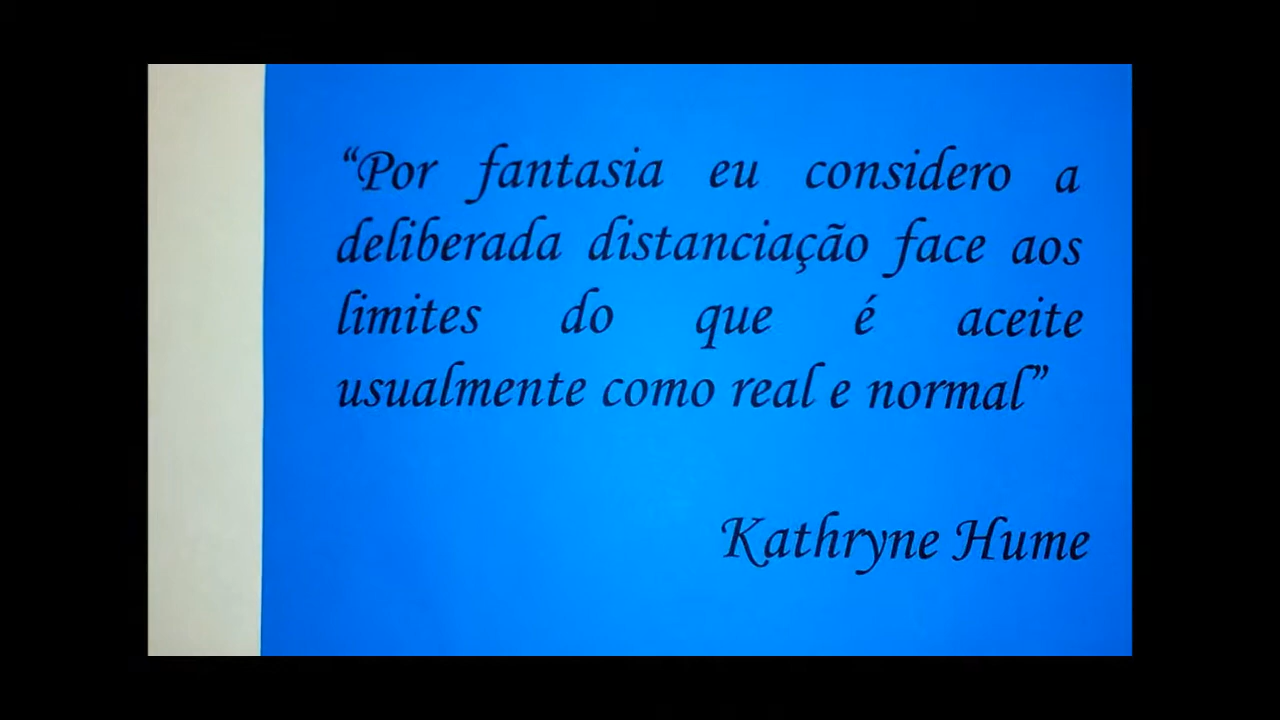 “Por fantasia eu considero a
deliberada distanciação face aos
limites do que é aceite
usualmente como real e normal”
Kathryne Hume